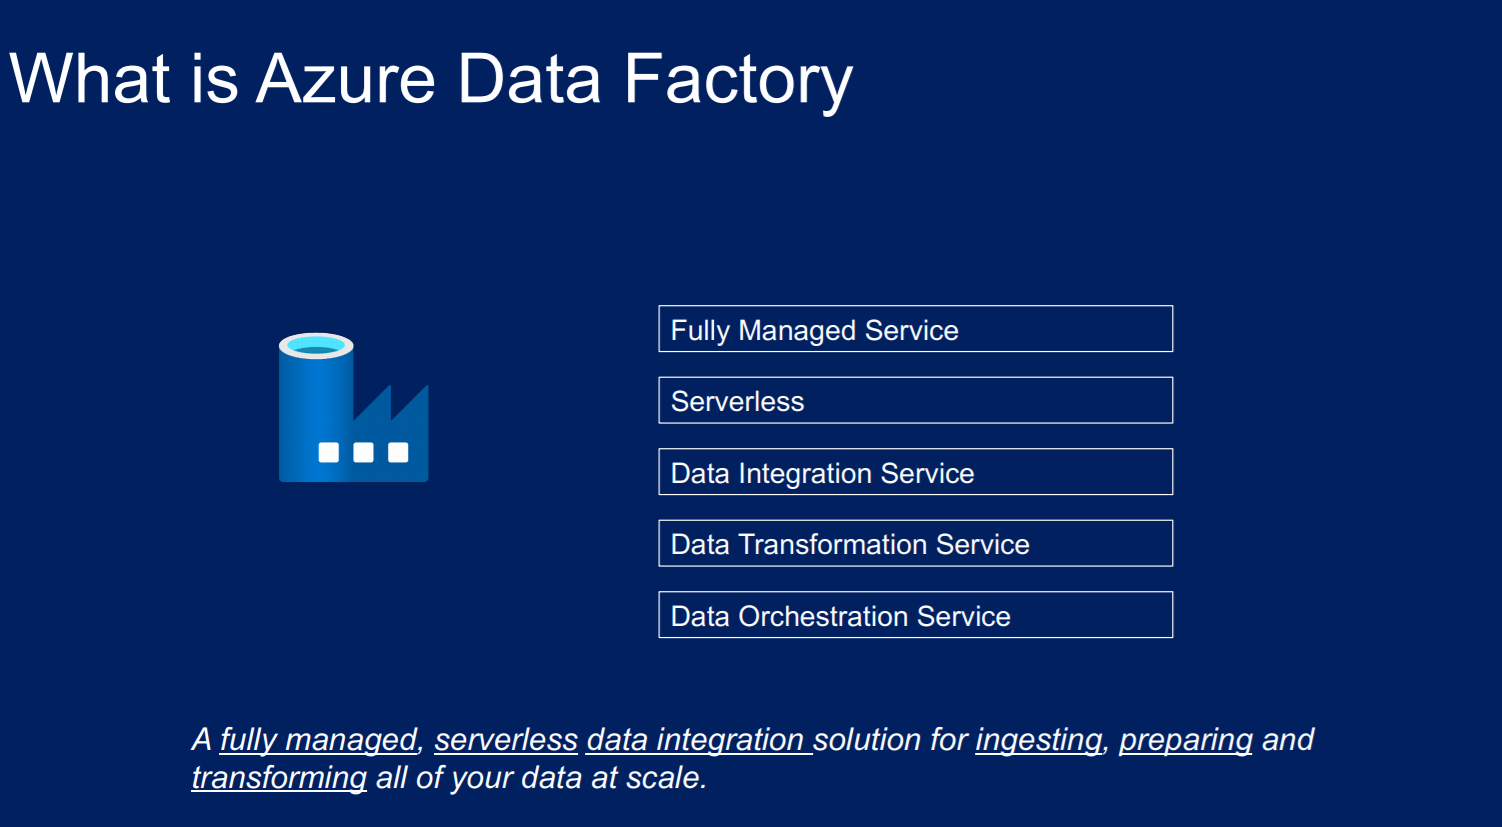 What is Azure Data Factory
Fully Managed Service
Serverless
Data Integration Service
Data Transformation Service
Data Orchestration Service
A fully managed, serverless data integration solution for ingesting, preparing and
transforming all of your data at scale.